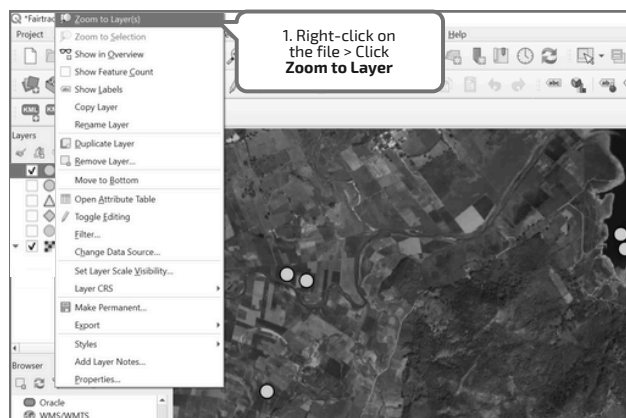 *Fairtrad
Project
Help
Zoom to Layer(s)
Zoom to Selection
Show in Overview
Show Feature Count
Show Labels
Copy Layer
Rename Layer
Duplicate Layer
Remove Layer...
Move to Bottom
Open Attribute Table
Toggle Editing
Filter...
Change Data Source...
Set Layer Scale Visibility...
Layer CRS
Make Permanent...
Export
Styles
Add Layer Notes...
Properties...
1. Right-click on
the file > Click
Zoom to Layer
KML
Layers
Browser
Oracle
WMS/WMTS
abc